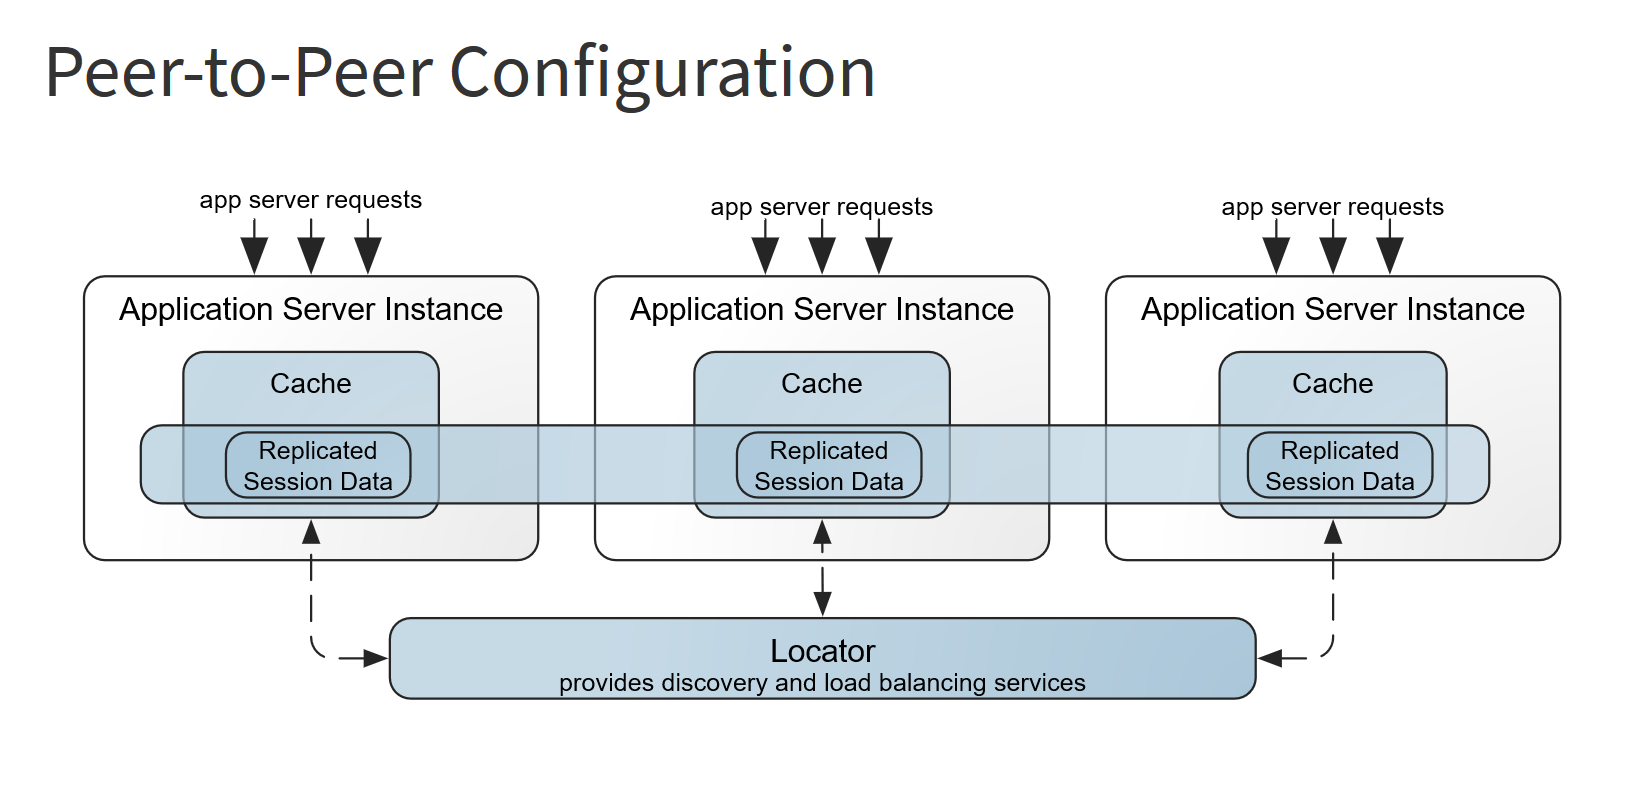 Peer-to-Peer Configuration
app server requests
app server requests
app server requests
Application Server Instance
Application Server Instance
Application Server Instance
Cache
Cache
Cache
Replicated
Session Data
Replicated
Session Data
Replicated
Session Data
Locator
provides discovery and load balancing services